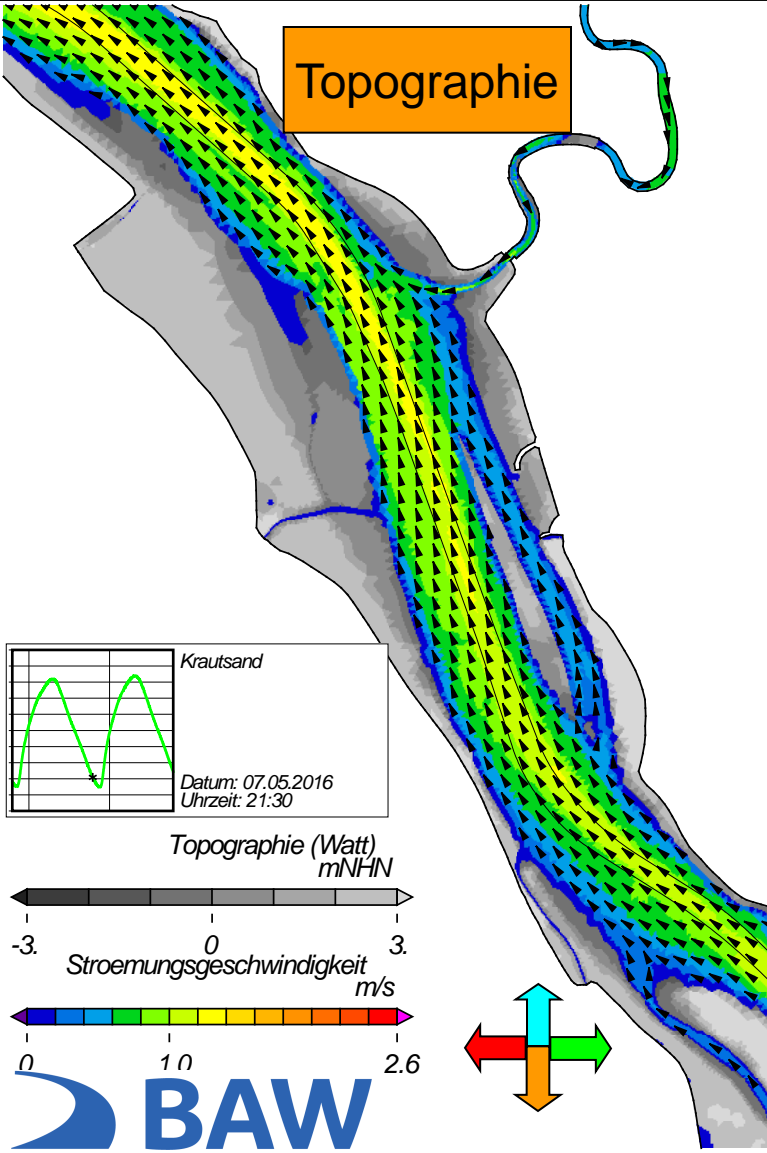 Topographie
Krautsand
Datum: 07.05.2016
Uhrzeit: 21:30
Topographie (Watt)
mNHN
-3. 0 3.
Stroemungsgeschwindigkeit
m/s
0 1.0 2.6
BAW